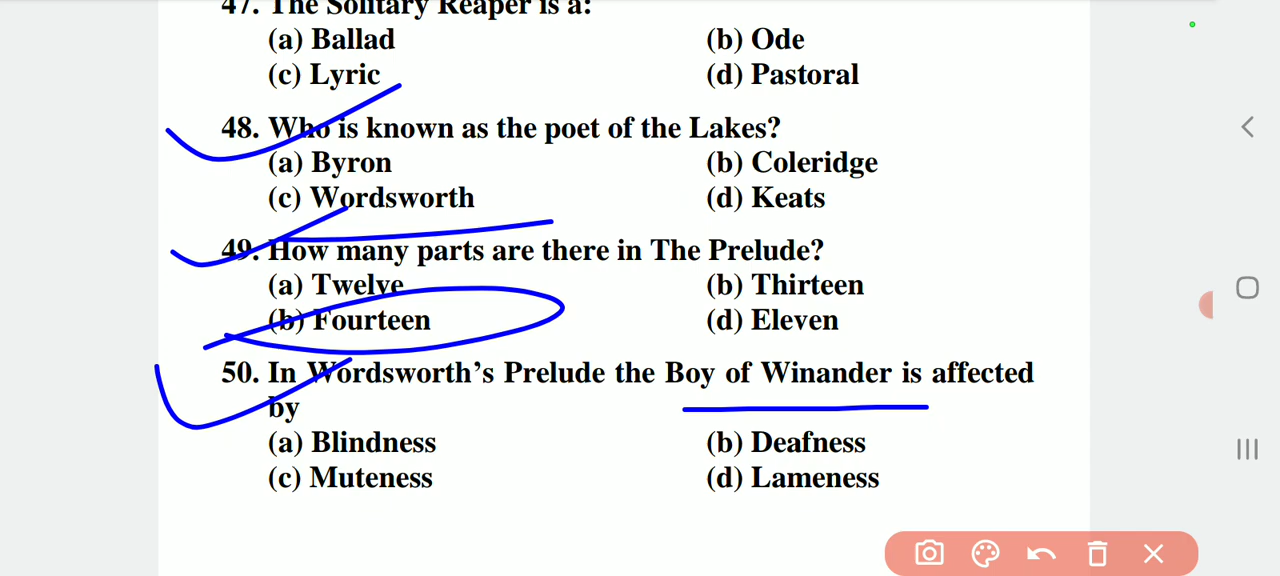 47. The Solitary Reaper is a:
(a) Ballad (b) Ode
(c) Lyric (d) Pastoral
48. Who is known as the poet of the Lakes?
(a) Byron (b) Coleridge
(c) Wordsworth (d) Keats
49. How many parts are there in The Prelude?
(a) Twelve (b) Thirteen
(b) Fourteen (d) Eleven
50. In Wordsworth's Prelude the Boy of Winander is affected
by
(a) Blindness (b) Deafness
(c) Muteness (d) Lameness